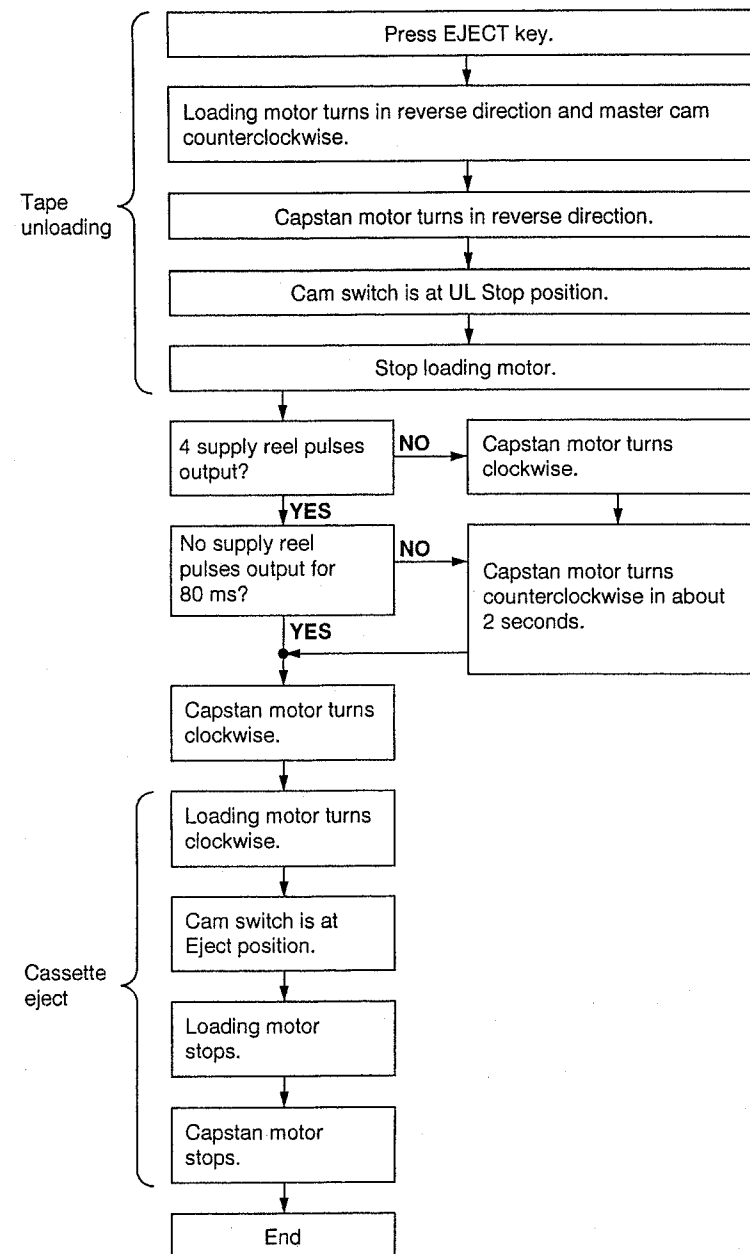 Press EJECT key.
Loading motor turns in reverse direction and master cam
counterclockwise.
Tape
unloading
Capstan motor turns in reverse direction.
Cam switch is at UL Stop position.
Stop loading motor.
4 supply reel pulses
output?
NO
Capstan motor turns
clockwise.
YES
No supply reel
pulses output for
80 ms?
NO
Capstan motor turns
counterclockwise in about
2 seconds.
YES
Capstan motor turns
clockwise.
Cassette
eject
Loading motor turns
clockwise.
Cam switch is at
Eject position.
Loading motor
stops.
Capstan motor
stops.
End